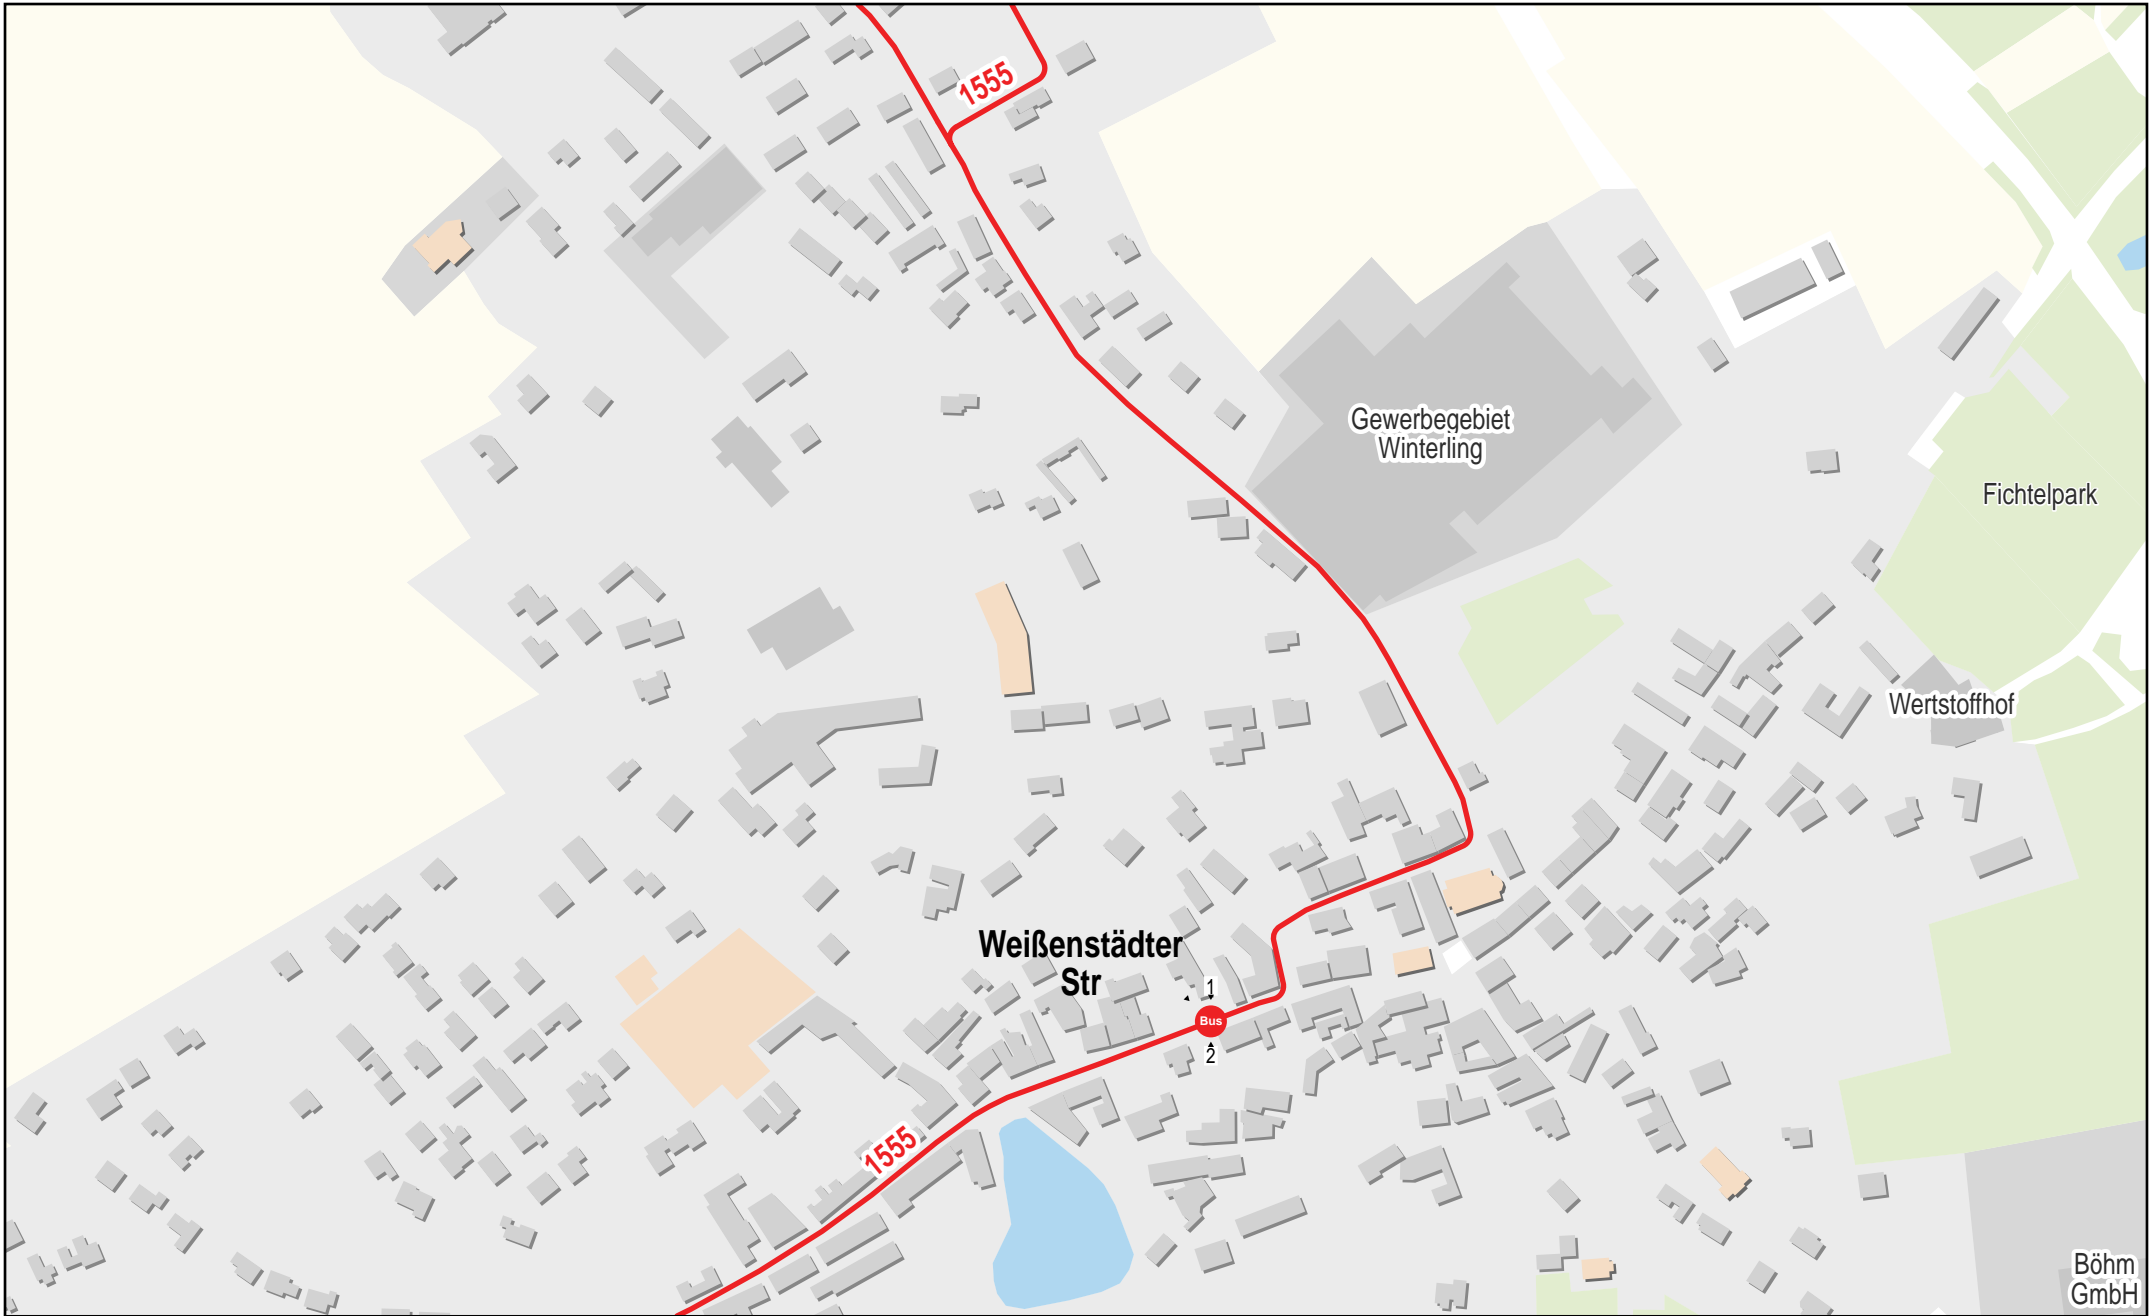 1555
Gewerbegebiet
Winterling
Fichtelpark
Wertstoffhof
Weißenstädter
Str
1
Bus
2
1555
Böhm
GmbH